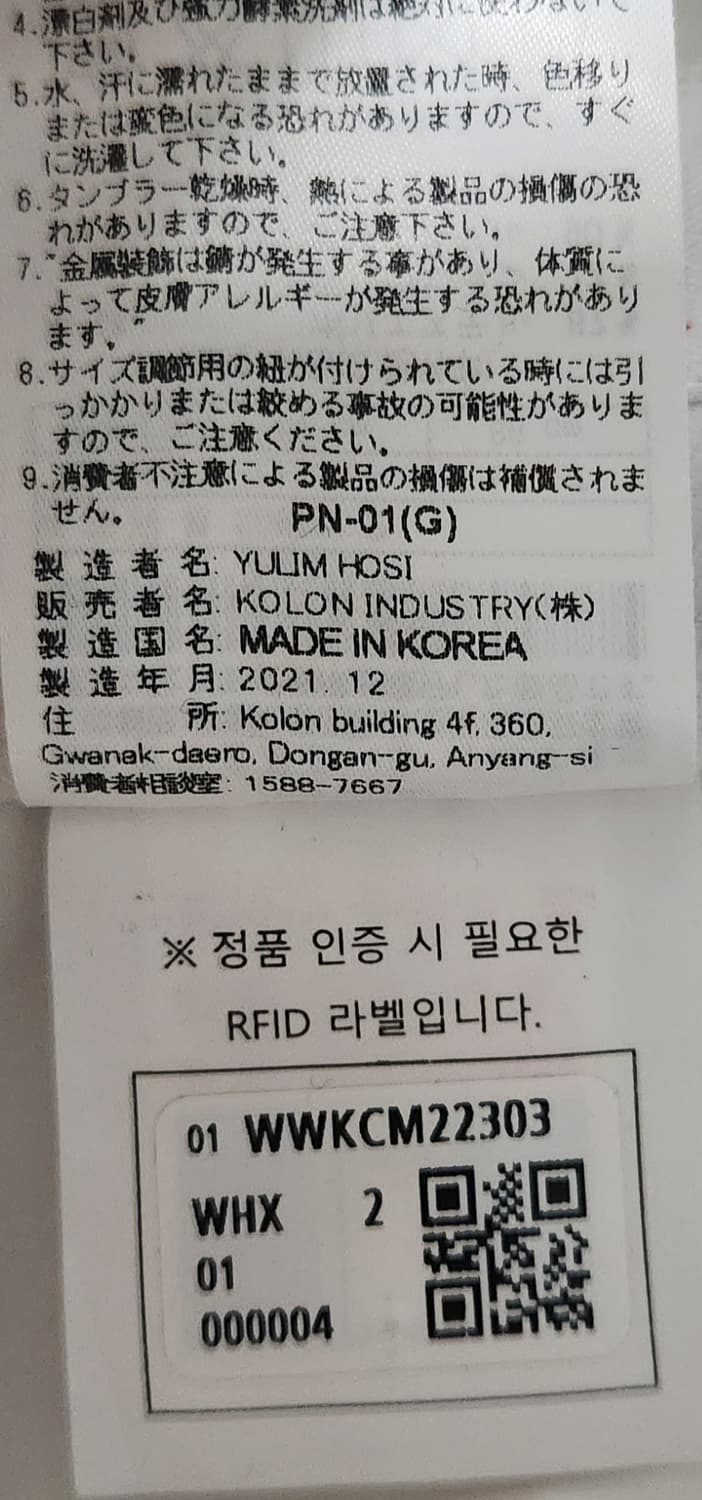 4.漂白剤及び強力酵素洗剤は絶対に使わないで
下さい。
5.水、汗に濡れたままで放置された時、色移り
または変色になる恐れがありますので、すぐ
に洗濯して下さい。
6.タンブラー乾燥時、熱による製品の損傷の恐
れがありますので、ご注意下さい。
7."金属装飾は錆が発生する事があり、体質に
よって皮膚アレルギーが発生する恐れがあり
ます。"
8.サイズ調節用の紐が付けられている時には引
っかかりまたは絞める事故の可能性がありま
すので、ご注意ください。
9.消費者不注意による製品の損傷は補償されま
せん。 PN-01(G)
製造者名: YULIM HOSI
販売者名: KOLON INDUSTRY(株)
製造国名: MADE IN KOREA
製造年月: 2021. 12
住 所: Kolon building 4f, 360,
Gwanak-daero, Dongan-gu, Anyang-si
消費者相談室: 1588-7667
※ 정품 인증 시 필요한
RFID 라벨입니다.
01 WWKCM22303
WHX 2
01
000004